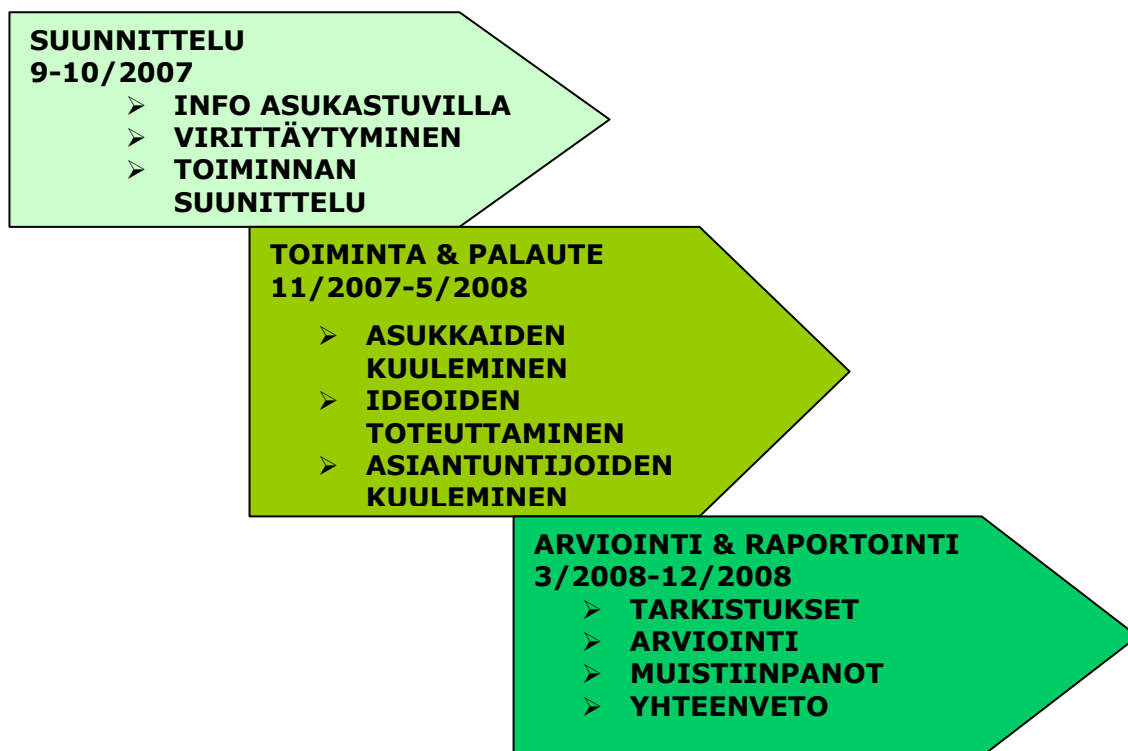 SUUNNITTELU
9-10/2007
➢ INFO ASUKASTUVILLA
➢ VIRITTÄYTYMINEN
➢ TOIMINNAN
SUUNITTELU
TOIMINTA & PALAUTE
11/2007-5/2008
➢ ASUKKAIDEN
KUULEMINEN
➢ IDEOIDEN
TOTEUTTAMINEN
➢ ASIANTUNTIJOIDEN
KUULEMINEN
ARVIOINTI & RAPORTOINTI
3/2008-12/2008
➢ TARKISTUKSET
➢ ARVIOINTI
➢ MUISTIINPANOT
➢ YHTEENVETO